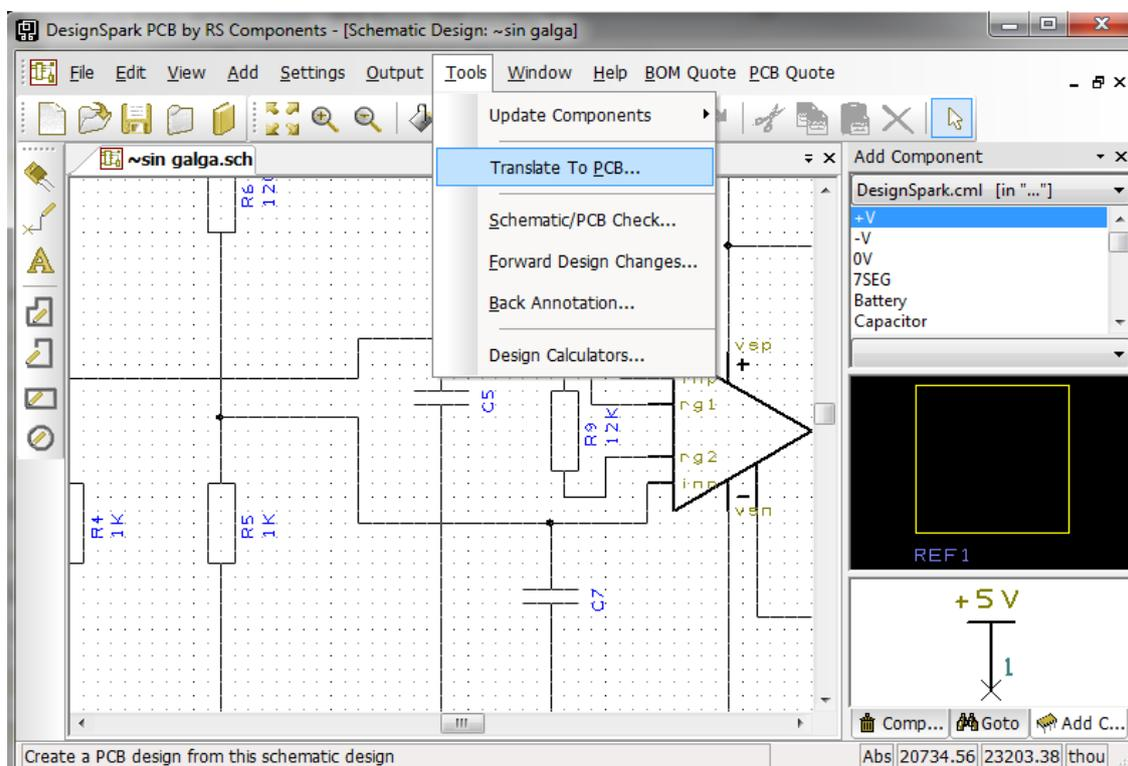 DesignSpark PCB by RS Components - [Schematic Design: ~sin galga]
File Edit View Add Settings Output Tools Window Help BOM Quote PCB Quote
~sin galga.sch
Update Components
Translate To PCB...
Schematic/PCB Check...
Forward Design Changes...
Back Annotation...
Design Calculators...
Add Component
DesignSpark.cml [in "..."]
+V
-V
0V
7SEG
Battery
Capacitor
R6
C5
R9
12K
vsp
+
rg1
rg2
inn
-
vsn
R4
1K
R5
1K
C7
REF1
+5V
1
Comp... Goto Add C...
Create a PCB design from this schematic design
Abs 20734.56 23203.38 thou